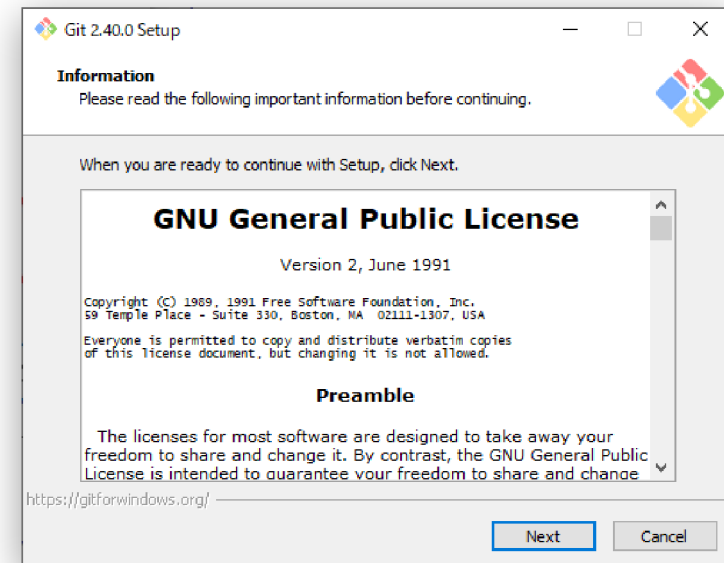 Git 2.40.0 Setup
Information
Please read the following important information before continuing.
When you are ready to continue with Setup, click Next.
GNU General Public License
Version 2, June 1991
Copyright (C) 1989, 1991 Free Software Foundation, Inc.
59 Temple Place - Suite 330, Boston, MA  02111-1307, USA
Everyone is permitted to copy and distribute verbatim copies
of this license document, but changing it is not allowed.
Preamble
The licenses for most software are designed to take away your
freedom to share and change it. By contrast, the GNU General Public
License is intended to guarantee your freedom to share and change
https://gitforwindows.org/
Next
Cancel